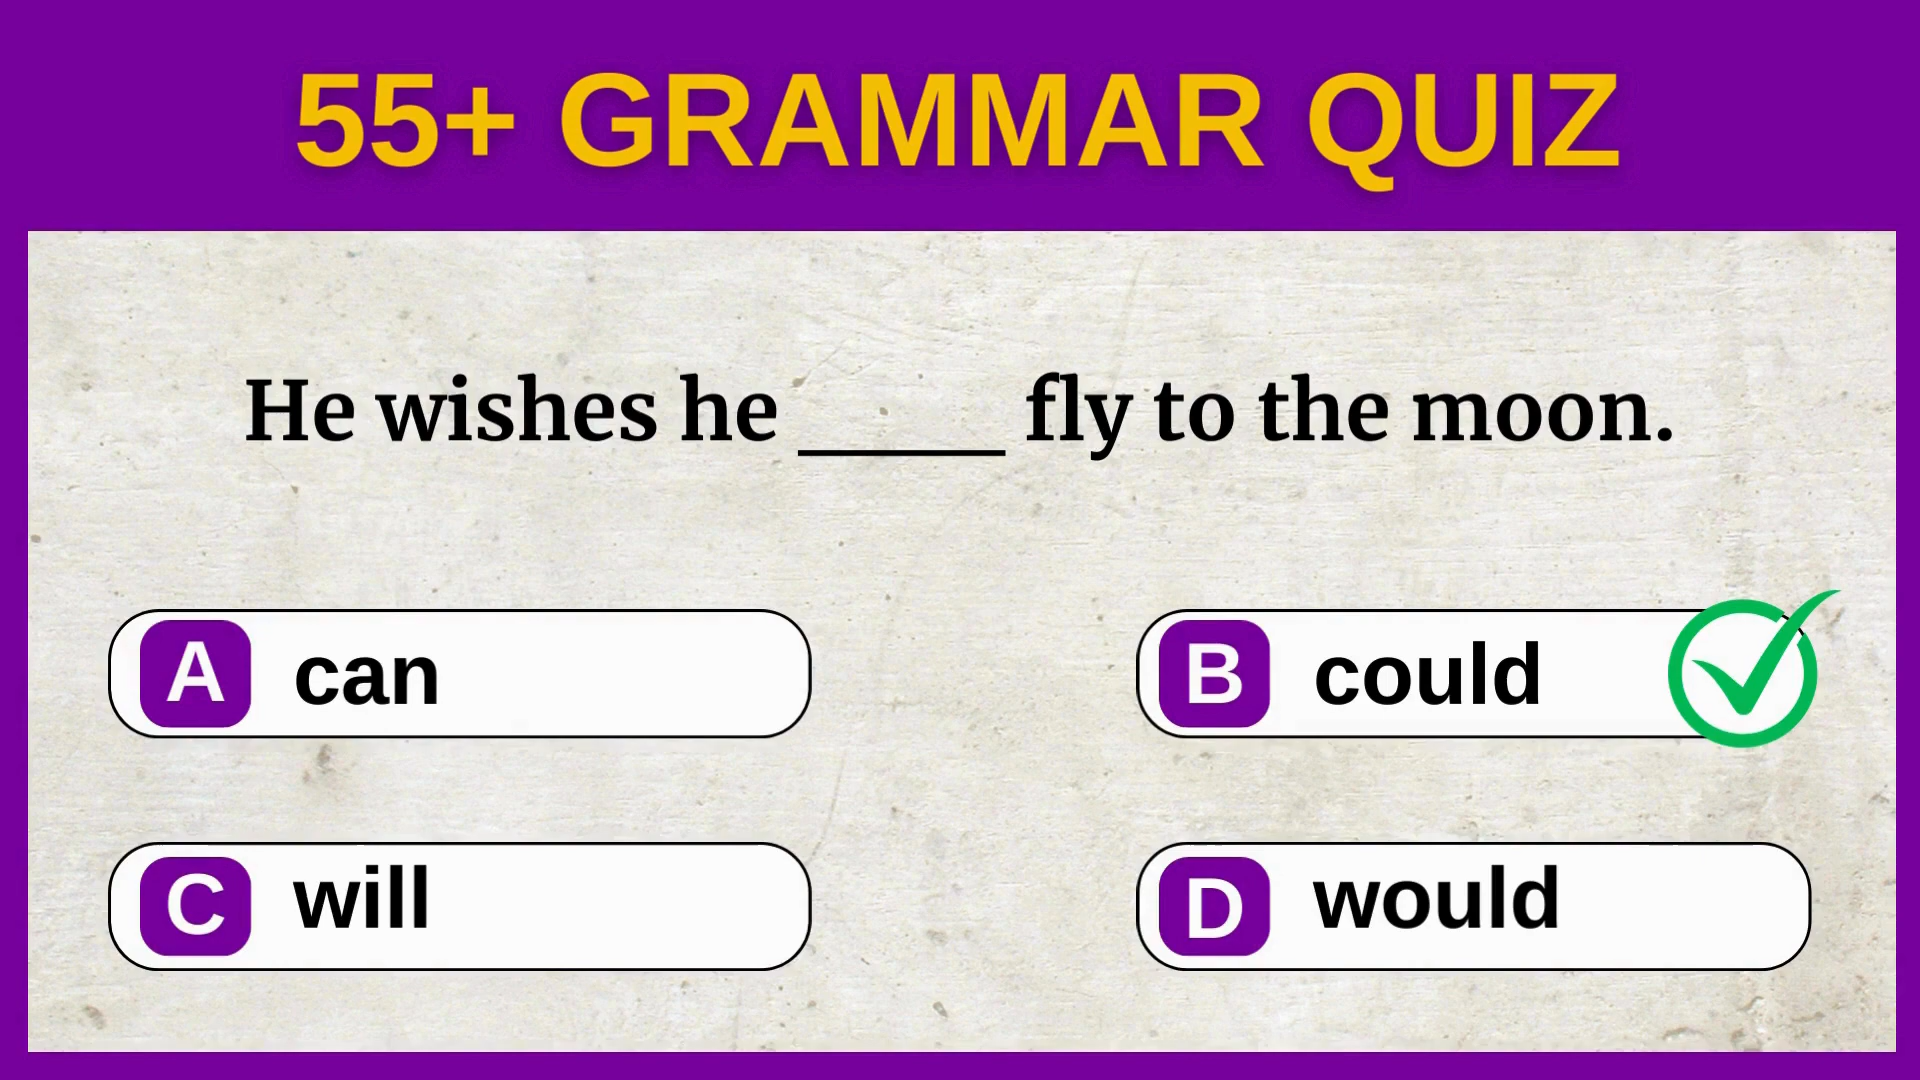 55+ GRAMMAR QUIZ
He wishes he _____ fly to the moon.
A can
B could
C will
D would